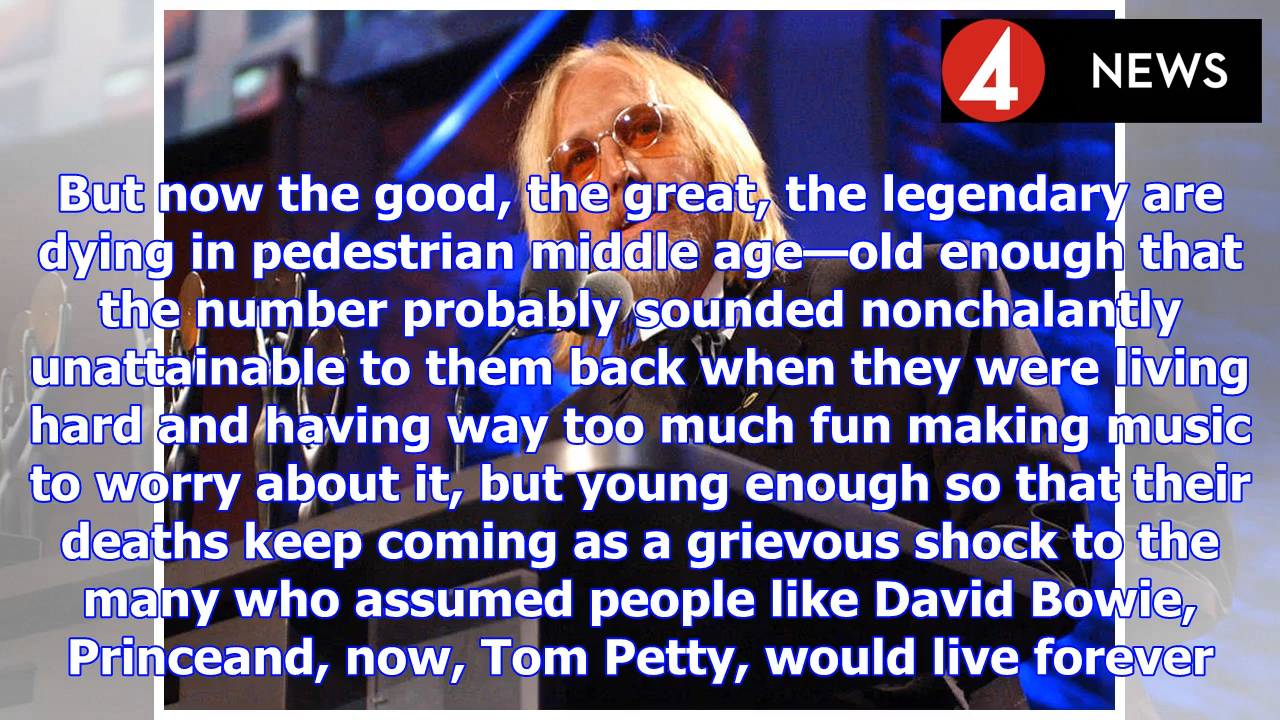 4 NEWS
But now the good, the great, the legendary are
dying in pedestrian middle age—old enough that
the number probably sounded nonchalantly
unattainable to them back when they were living
hard and having way too much fun making music
to worry about it, but young enough so that their
deaths keep coming as a grievous shock to the
many who assumed people like David Bowie,
Princeand, now, Tom Petty, would live forever